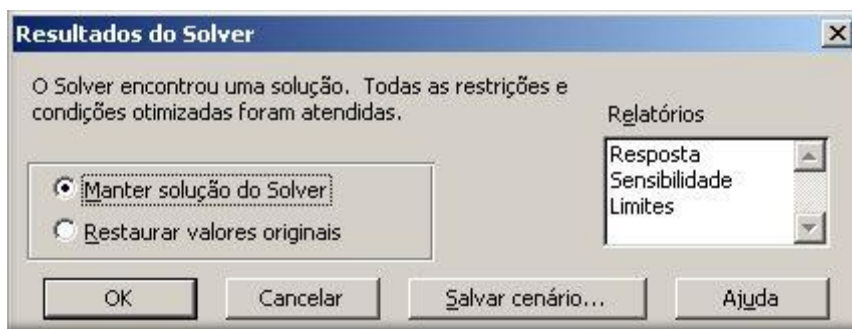 Resultados do Solver
O Solver encontrou uma solução. Todas as restrições e
condições otimizadas foram atendidas.
Relatórios
Resposta
Sensibilidade
Limites
Manter solução do Solver
Restaurar valores originais
OK Cancelar Salvar cenário... Ajuda